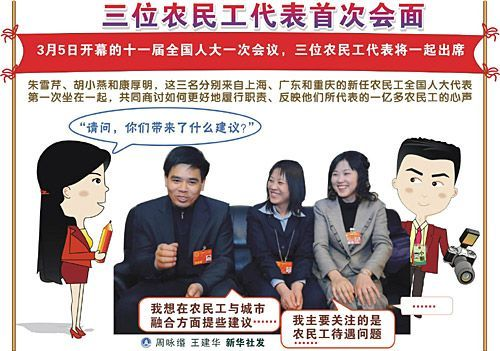 三位农民工代表首次会面
3月5日开幕的十一届全国人大一次会议，三位农民工代表将一起出席
朱雪芹、胡小燕和康厚明，这三名分别来自上海、广东和重庆的新任农民工全国人大代表
第一次坐在一起，共同商讨如何更好地履行职责、反映他们所代表的一亿多农民工的心声
“请问，你们带来了什么建议?”
我想在农民工与城市
融合方面提些建议……
我主要关注的是
农民工待遇问题
……
周咏缗 王建华 新华社发